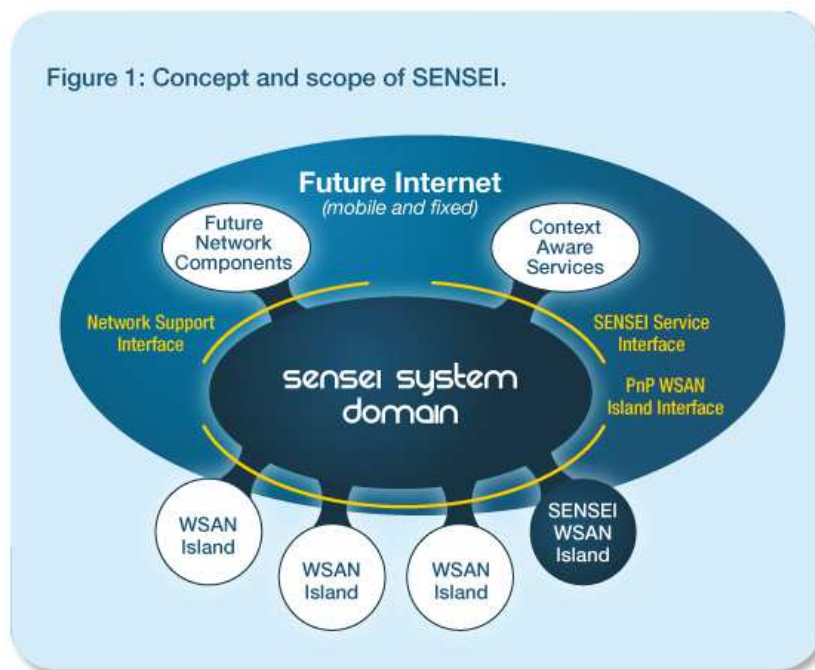 Figure 1: Concept and scope of SENSEI.
Future Internet
(mobile and fixed)
Future
Network
Components
Context
Aware
Services
Network Support
Interface
SENSEI Service
Interface
PnP WSAN
Island Interface
sensei system
domain
WSAN
Island
WSAN
Island
WSAN
Island
SENSEI
WSAN
Island